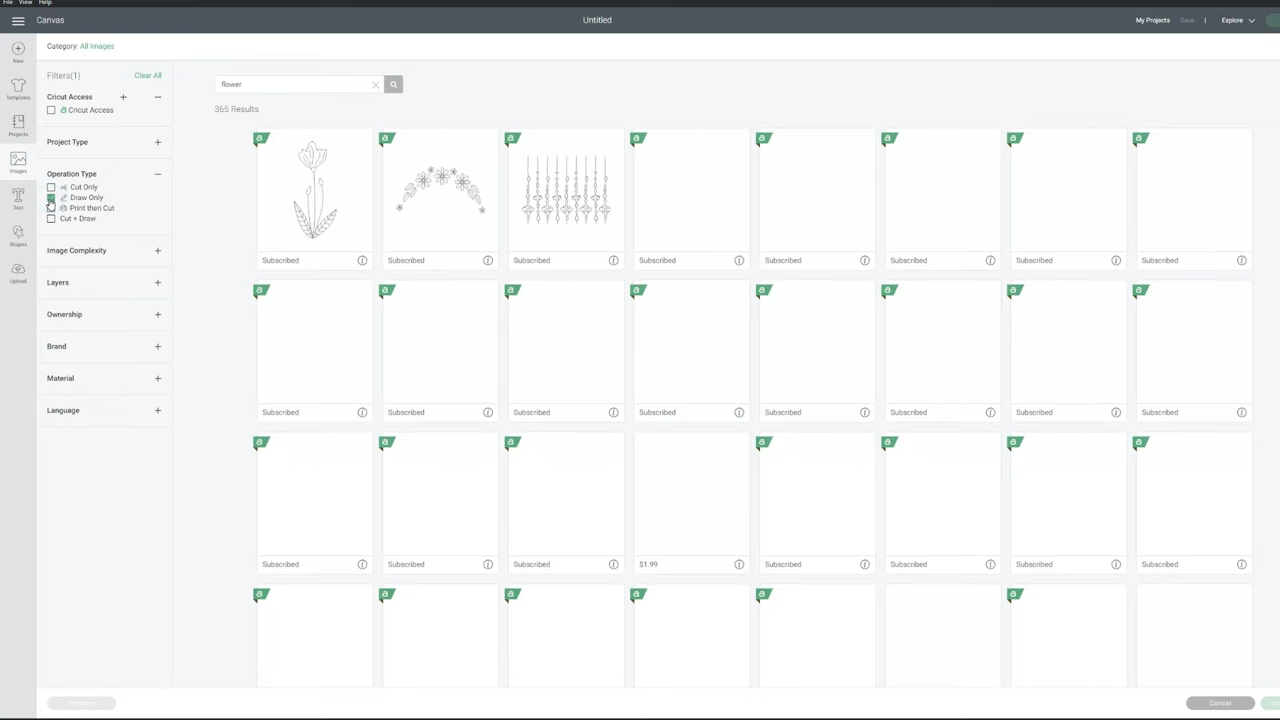 File View Help
Canvas Untitled My Projects Save Explore
New
Templates
Projects
Images
Text
Shapes
Upload
Category: All Images
Filters(1) Clear All
Cricut Access
a Cricut Access
Project Type
Operation Type
Cut Only
Draw Only
Print then Cut
Cut + Draw
Image Complexity
Layers
Ownership
Brand
Material
Language
flower
365 Results
a a a a a a a a
Subscribed Subscribed Subscribed Subscribed Subscribed Subscribed Subscribed Subscribed
a a a a a a a a
Subscribed Subscribed Subscribed Subscribed Subscribed Subscribed Subscribed Subscribed
a a a a a a a
Subscribed Subscribed Subscribed $1.99 Subscribed Subscribed Subscribed Subscribed
a a a a a a
Cancel